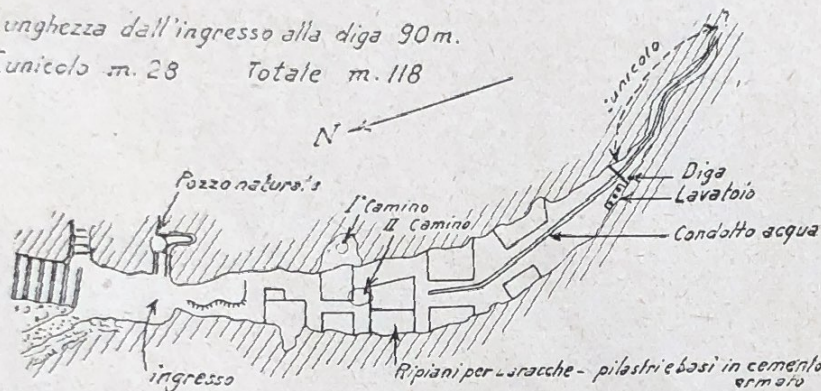 unghezza dall'ingresso alla diga 90 m.
unicolo m. 28 Totale m. 118
unicolo
N
Pozzo naturale
I° Camino
II Camino
Diga
Lavatoio
Condotto acqua
ingresso
Ripiani per baracche - pilastri e basi in cemento
armato